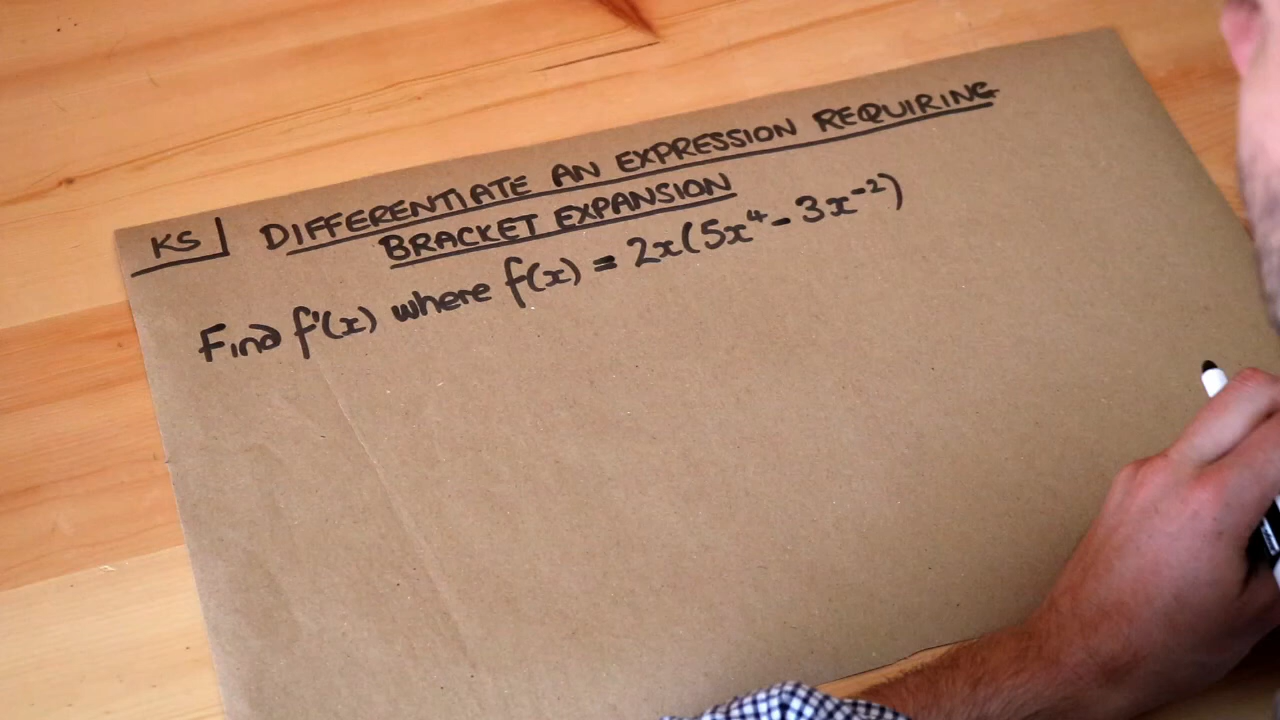 KS DIFFERENTIATE AN EXPRESSION REQUIRING
BRACKET EXPANSION
Find f'(x) where f(x) = 2x(5x⁴ - 3x⁻²)